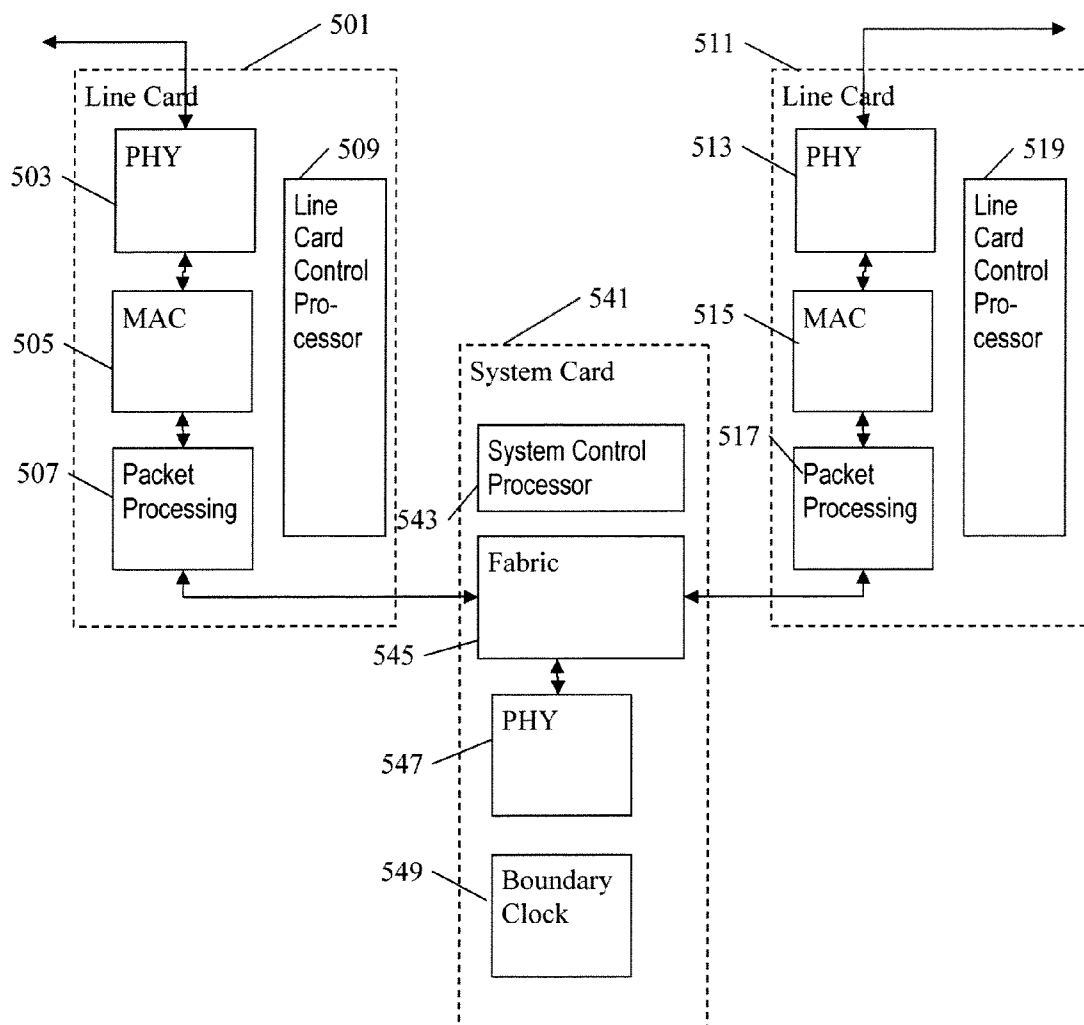 501
511
Line Card
Line Card
PHY
509
PHY
519
503
513
Line
Card
Control
Pro-
cessor
Line
Card
Control
Pro-
cessor
MAC
541
MAC
505
515
System Card
507
Packet
Processing
System Control
Processor
517
Packet
Processing
543
Fabric
545
PHY
547
549
Boundary
Clock